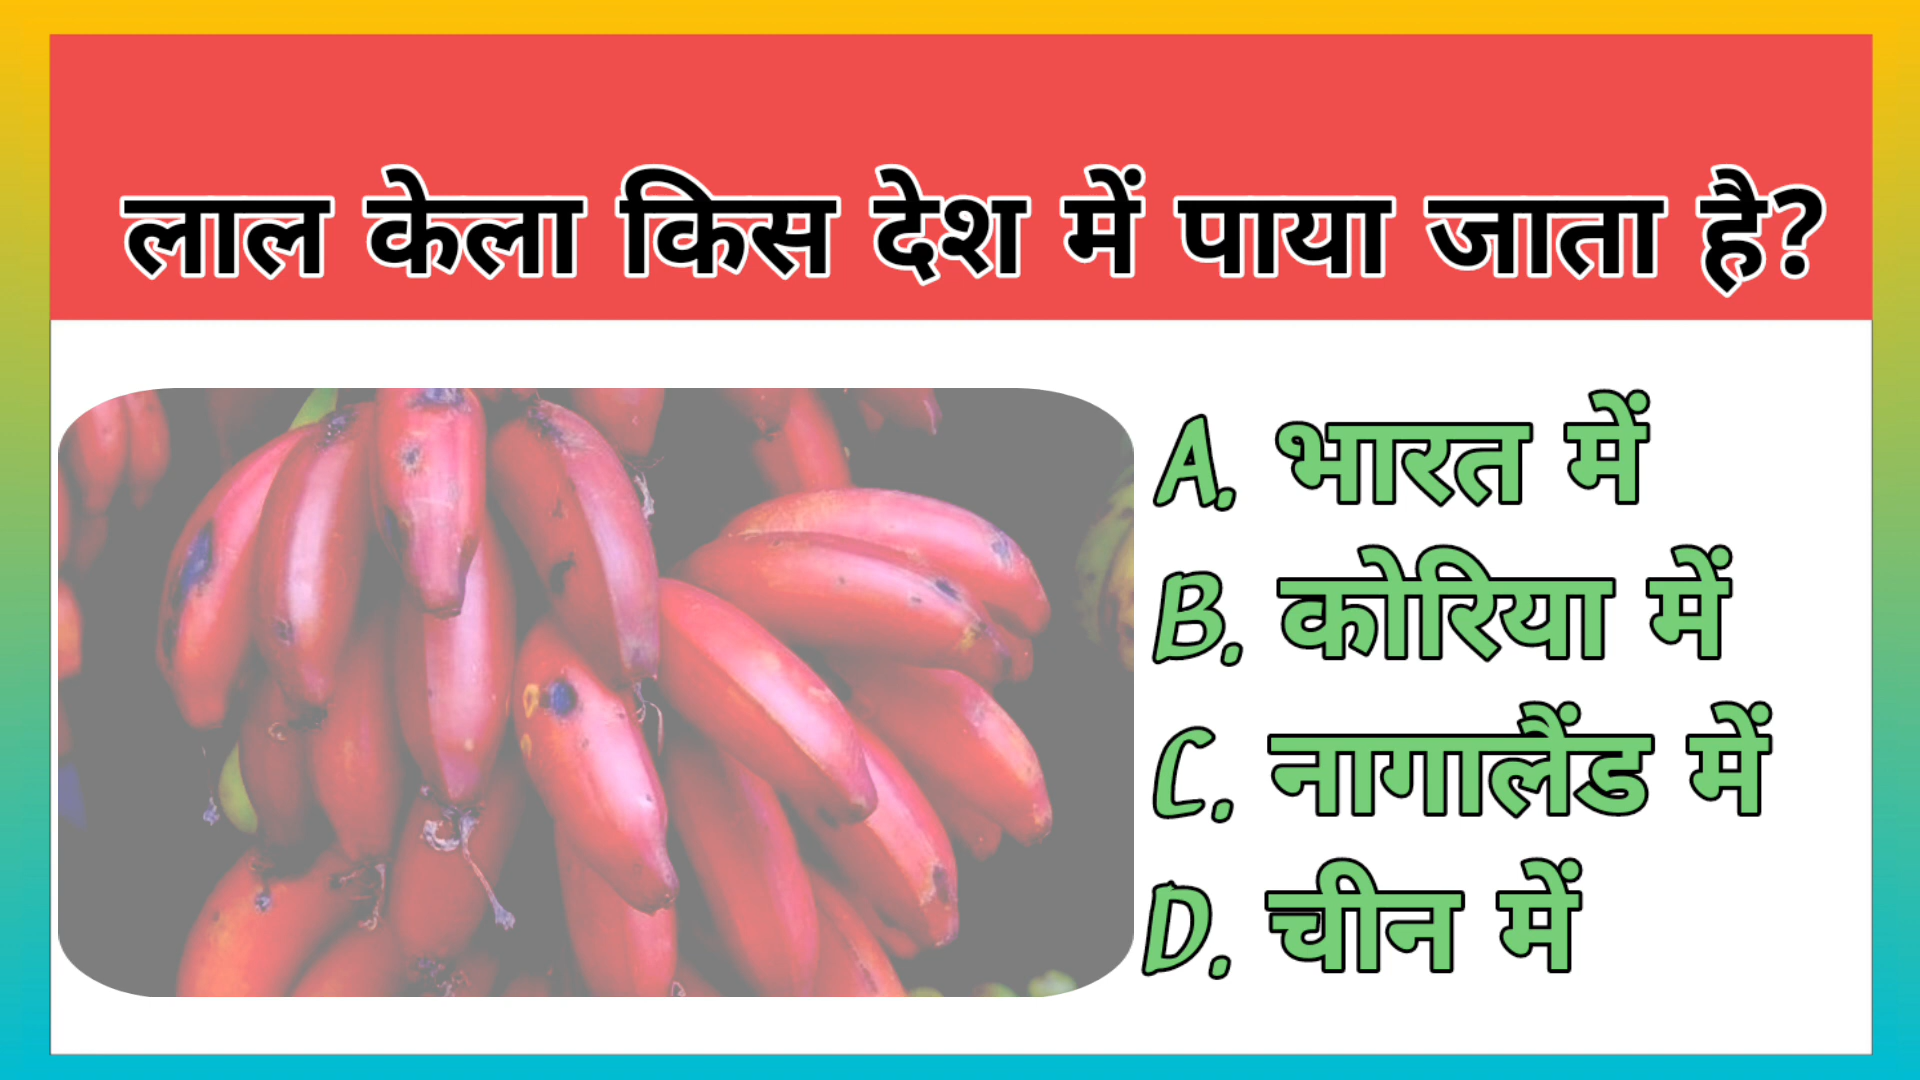 लाल केला किस देश में पाया जाता है?
A. भारत में
B. कोरिया में
C. नागालैंड में
D. चीन में